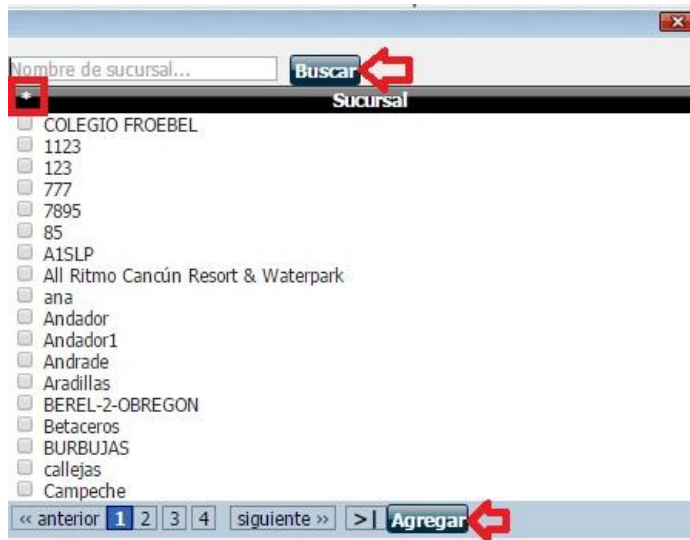 Nombre de sucursal... Buscar
* Sucursal
COLEGIO FROEBEL
1123
123
777
7895
85
A1SLP
All Ritmo Cancún Resort & Waterpark
ana
Andador
Andador1
Andrade
Aradillas
BEREL-2-OBREGON
Betaceros
BURBUJAS
callejas
Campeche
« anterior 1 2 3 4 siguiente » >| Agregar